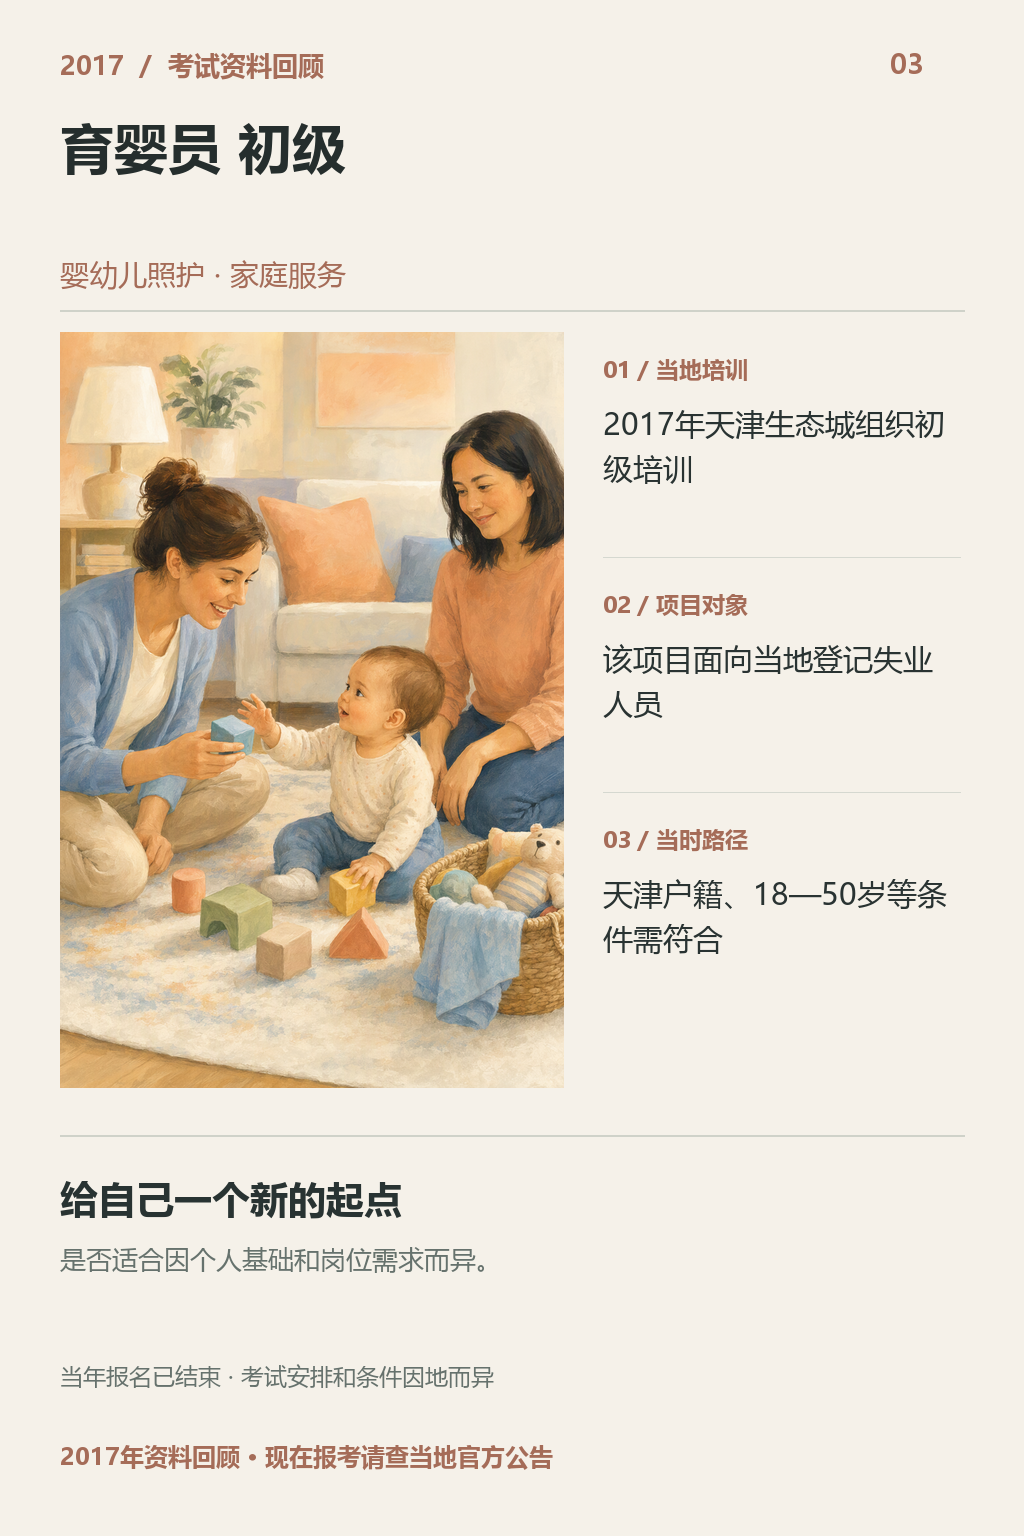 2017 / 考试资料回顾
03
育婴员 初级
婴幼儿照护 · 家庭服务
01 / 当地培训
2017年天津生态城组织初
级培训
02 / 项目对象
该项目面向当地登记失业
人员
03 / 当时路径
天津户籍、18—50岁等条
件需符合
给自己一个新的起点
是否适合因个人基础和岗位需求而异。
当年报名已结束 · 考试安排和条件因地而异
2017年资料回顾 • 现在报考请查当地官方公告